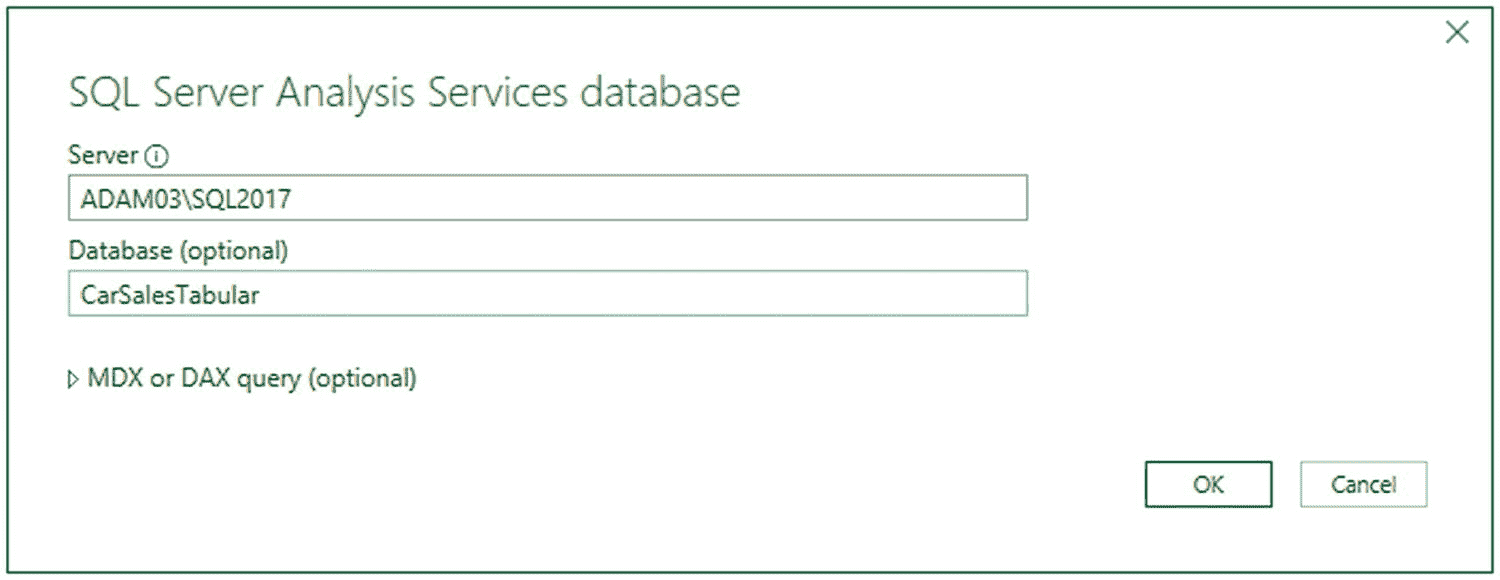 SQL Server Analysis Services database
Server
ADAM03\SQL2017
Database (optional)
CarSalesTabular
MDX or DAX query (optional)
OK Cancel